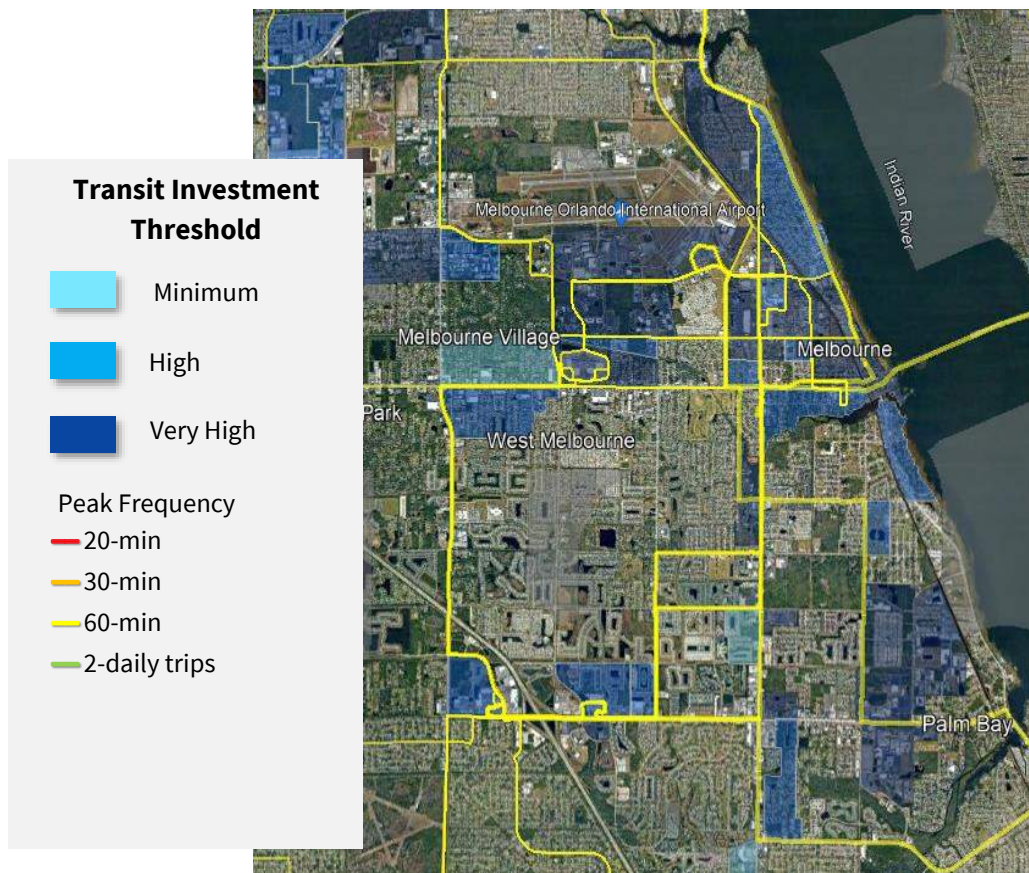 Transit Investment
Threshold
Minimum
High
Very High
Peak Frequency
20-min
30-min
60-min
2-daily trips
Melbourne Orlando International Airport
Indian River
Melbourne Village
Melbourne
Park
West Melbourne
Palm Bay